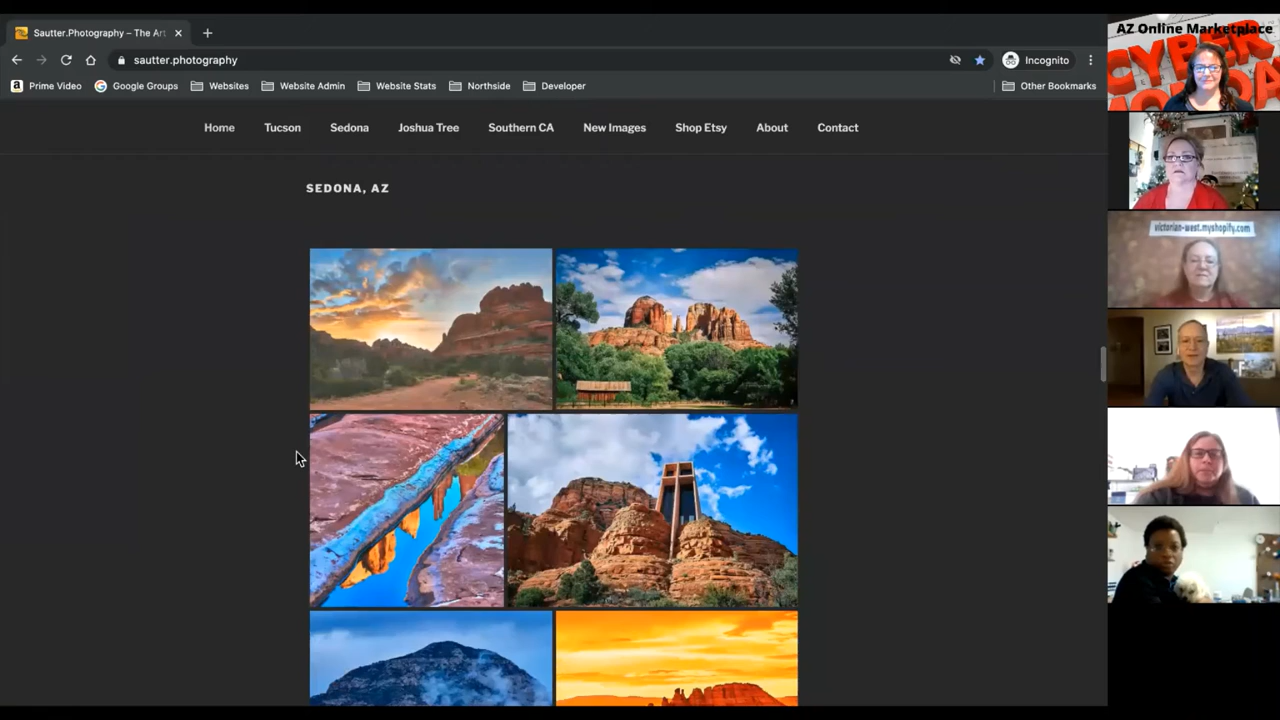 Sautter.Photography – The Art
sautter.photography
Incognito
Prime Video
Google Groups
Websites
Website Admin
Website Stats
Northside
Developer
Other Bookmarks
Home
Tucson
Sedona
Joshua Tree
Southern CA
New Images
Shop Etsy
About
Contact
SEDONA, AZ
AZ Online Marketplace
CYBER
victorian-west.myshopify.com